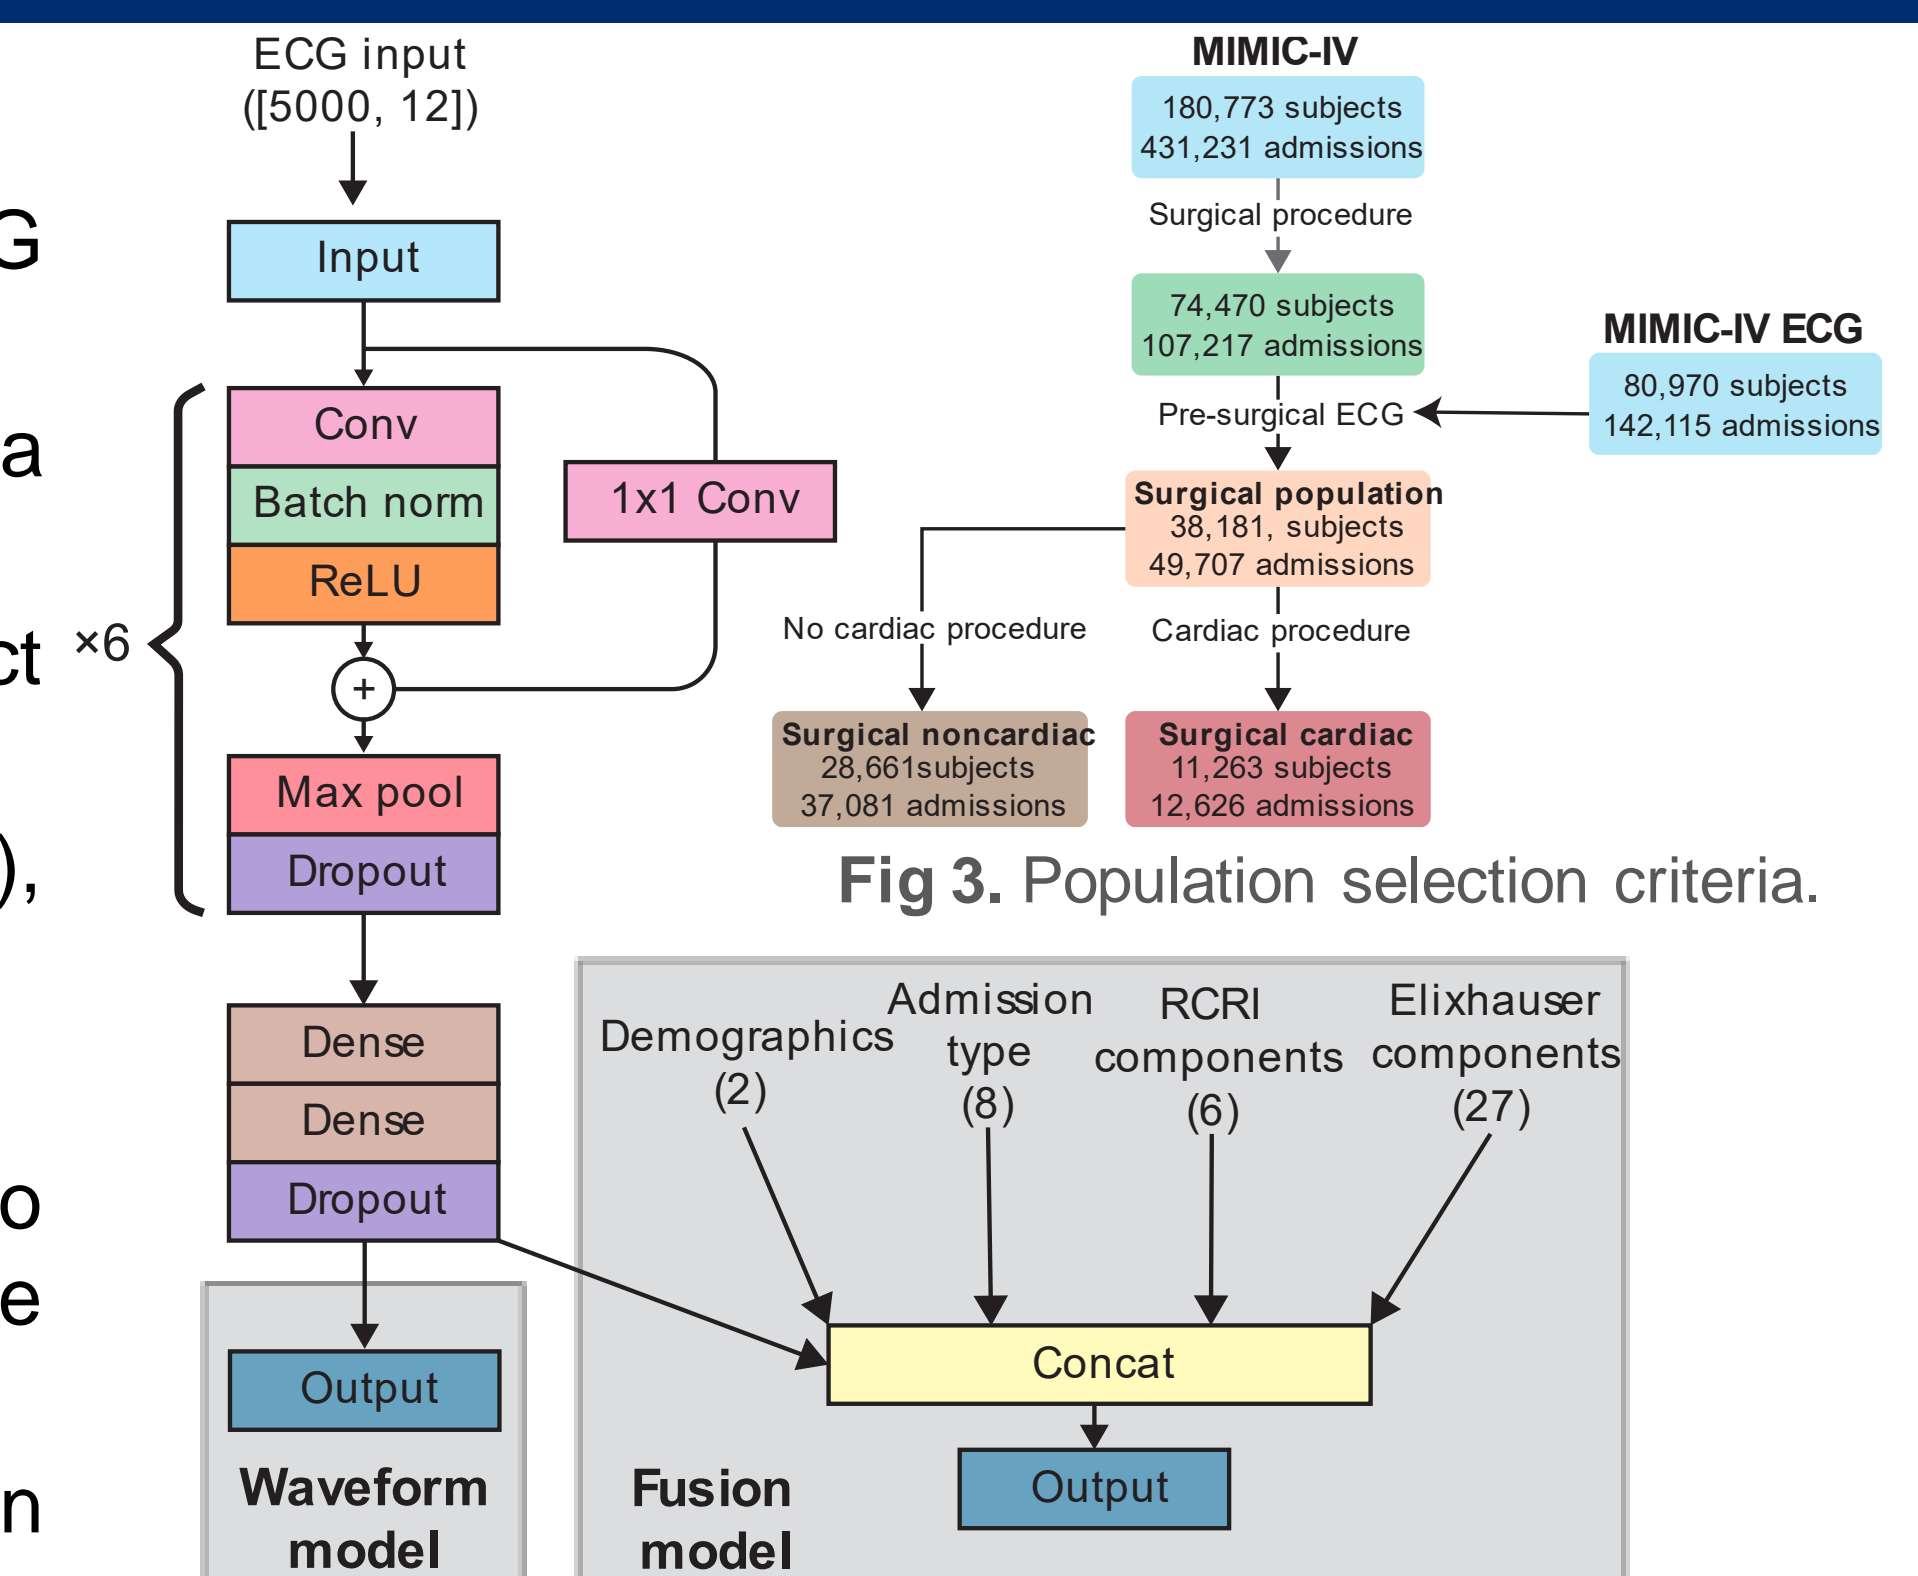 ECG input
([5000, 12])
Input
Conv
Batch norm
ReLU
1x1 Conv
+
×6
Max pool
Dropout
Dense
Dense
Dropout
Output
Waveform
model
MIMIC-IV
180,773 subjects
431,231 admissions
Surgical procedure
74,470 subjects
107,217 admissions
MIMIC-IV ECG
80,970 subjects
142,115 admissions
Pre-surgical ECG
Surgical population
38,181, subjects
49,707 admissions
No cardiac procedure
Cardiac procedure
Surgical noncardiac
28,661subjects
37,081 admissions
Surgical cardiac
11,263 subjects
12,626 admissions
Fig 3. Population selection criteria.
Demographics
(2)
Admission
type
(8)
RCRI
components
(6)
Elixhauser
components
(27)
Concat
Output
Fusion
model
G
a
ct
),
o
e
n